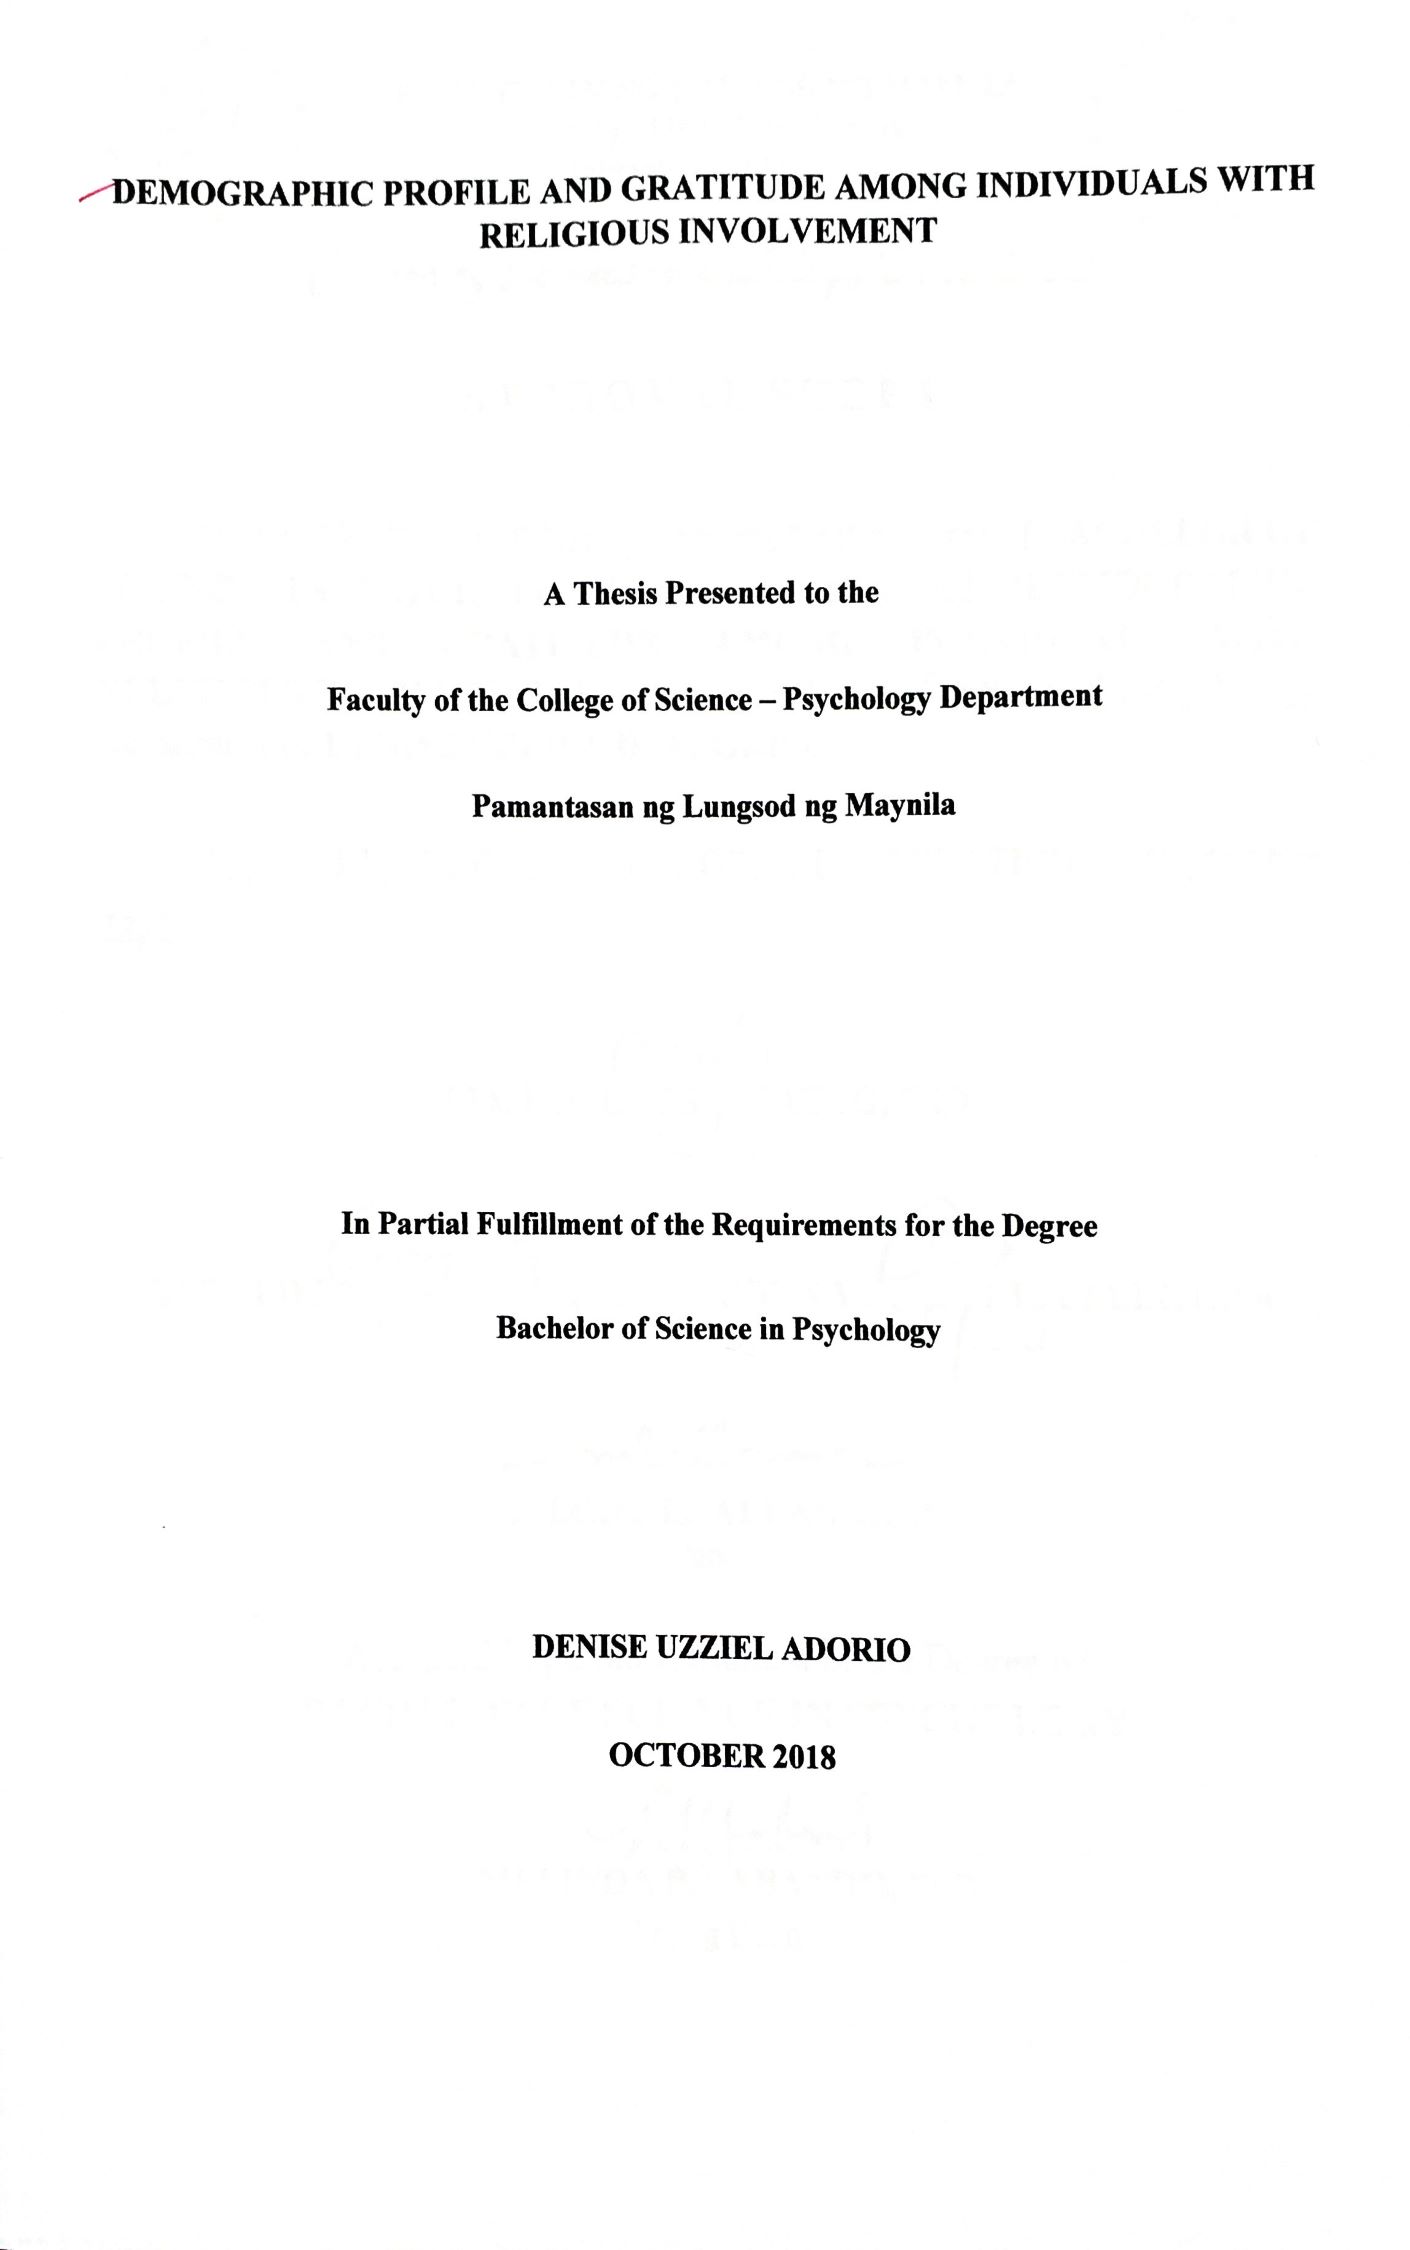 DEMOGRAPHIC PROFILE AND GRATITUDE AMONG INDIVIDUALS WITH
RELIGIOUS INVOLVEMENT
A Thesis Presented to the
Faculty of the College of Science – Psychology Department
Pamantasan ng Lungsod ng Maynila
In Partial Fulfillment of the Requirements for the Degree
Bachelor of Science in Psychology
DENISE UZZIEL ADORIO
OCTOBER 2018